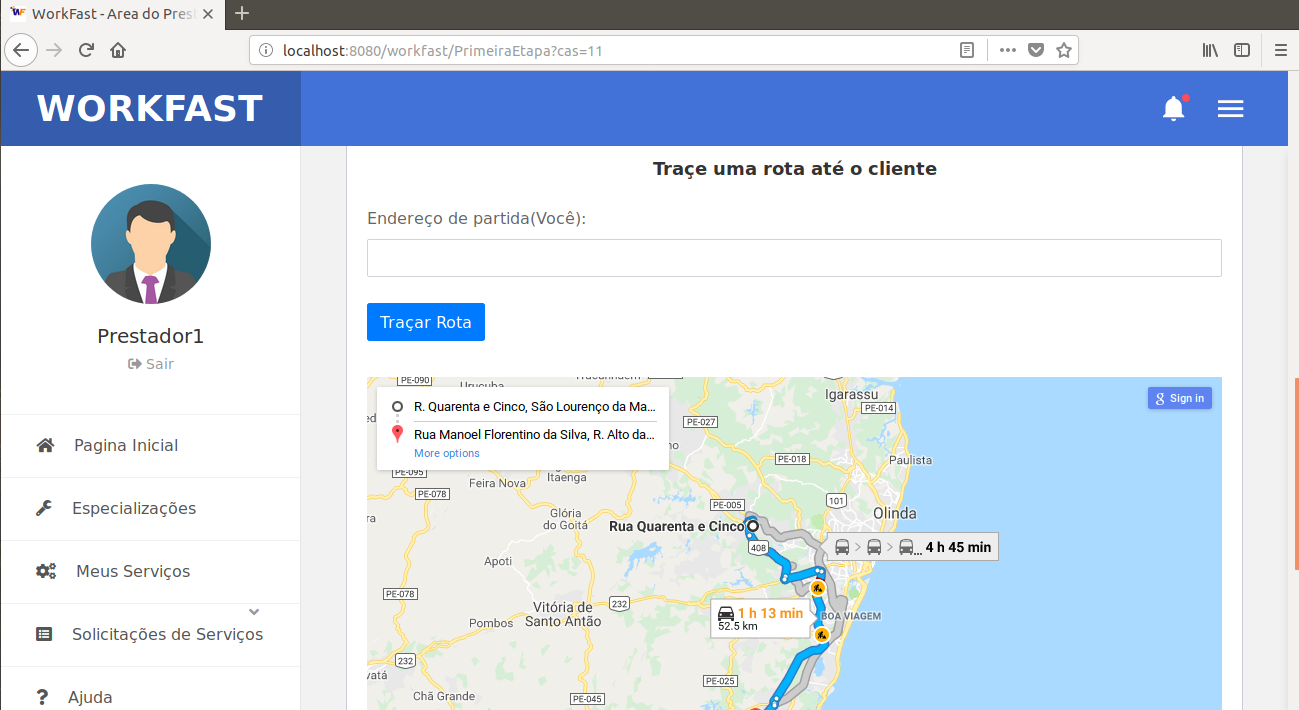 WorkFast - Area do Pres
localhost:8080/workfast/PrimeiraEtapa?cas=11
WORKFAST
Prestador1
Sair
Pagina Inicial
Especializações
Meus Serviços
Solicitações de Serviços
Ajuda
Traçe uma rota até o cliente
Endereço de partida(Você):
Traçar Rota
R. Quarenta e Cinco, São Lourenço da Ma...
Rua Manoel Florentino da Silva, R. Alto da...
More options
Sign in
PE-090
Igarassu
PE-014
PE-027
PE-018
Paulista
PE-095
Itaenga
Feira Nova
PE-078
101
PE-005
Olinda
Glória
do Goitá
Rua Quarenta e Cinco
408
4 h 45 min
Apoti
PE-078
232
Vitória de
Santo Antão
Pombos
1 h 13 min
52.5 km
BOA VIAGEM
232
PE-025
Chã Grande
PE-045